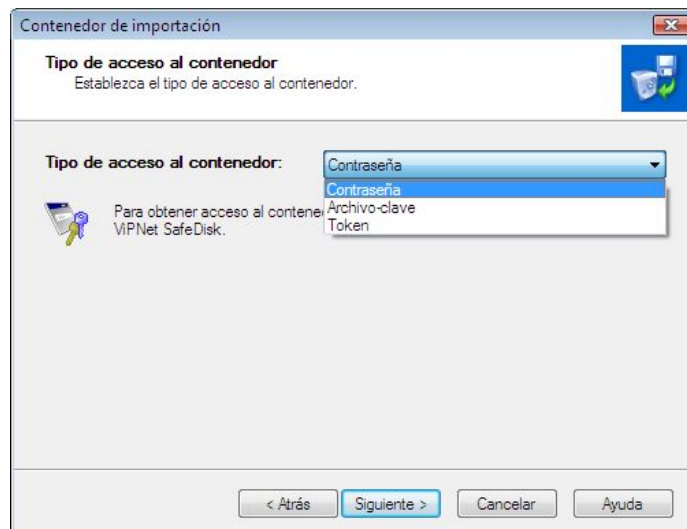 Contenedor de importación
Tipo de acceso al contenedor
Establezca el tipo de acceso al contenedor.
Tipo de acceso al contenedor:
Contraseña
Contraseña
Archivo-clave
Token
Para obtener acceso al
ViPNet SafeDisk.
< Atrás
Siguiente >
Cancelar
Ayuda